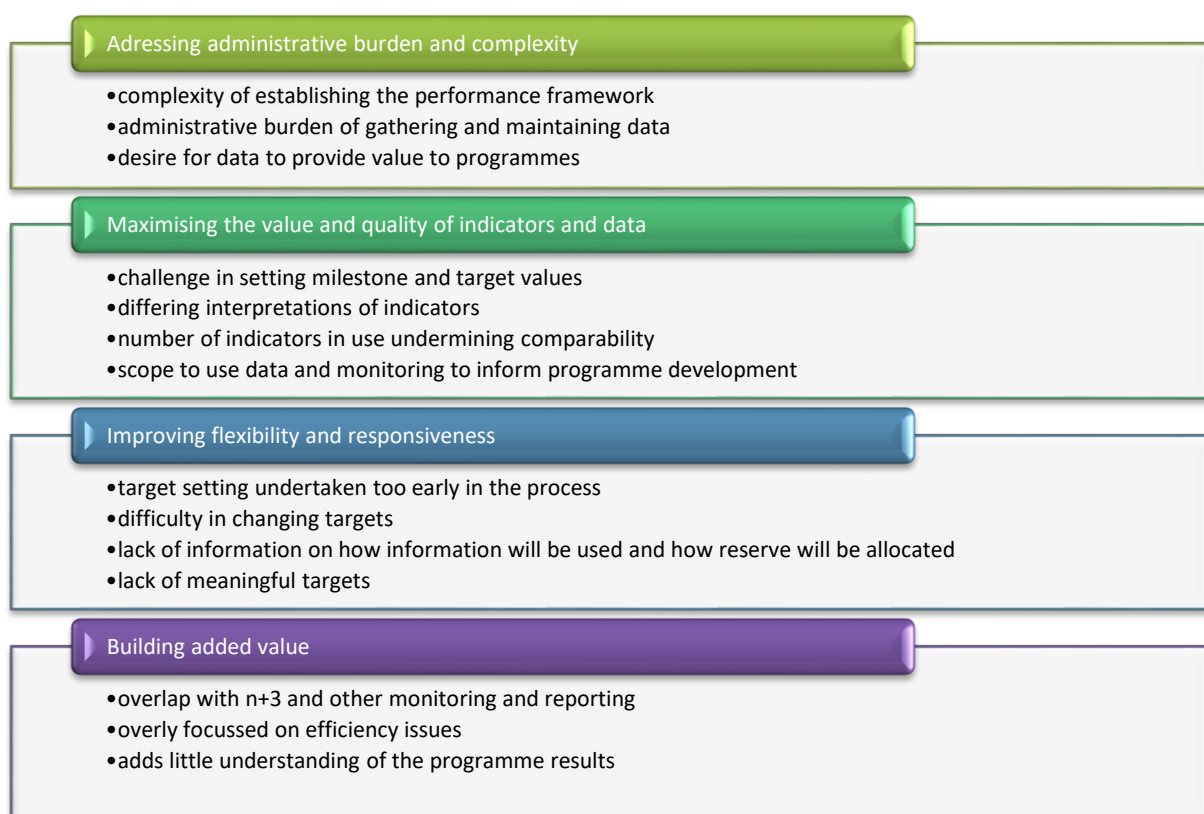 Adressing administrative burden and complexity
•complexity of establishing the performance framework
•administrative burden of gathering and maintaining data
•desire for data to provide value to programmes
Maximising the value and quality of indicators and data
•challenge in setting milestone and target values
•differing interpretations of indicators
•number of indicators in use undermining comparability
•scope to use data and monitoring to inform programme development
Improving flexibility and responsiveness
•target setting undertaken too early in the process
•difficulty in changing targets
•lack of information on how information will be used and how reserve will be allocated
•lack of meaningful targets
Building added value
•overlap with n+3 and other monitoring and reporting
•overly focussed on efficiency issues
•adds little understanding of the programme results